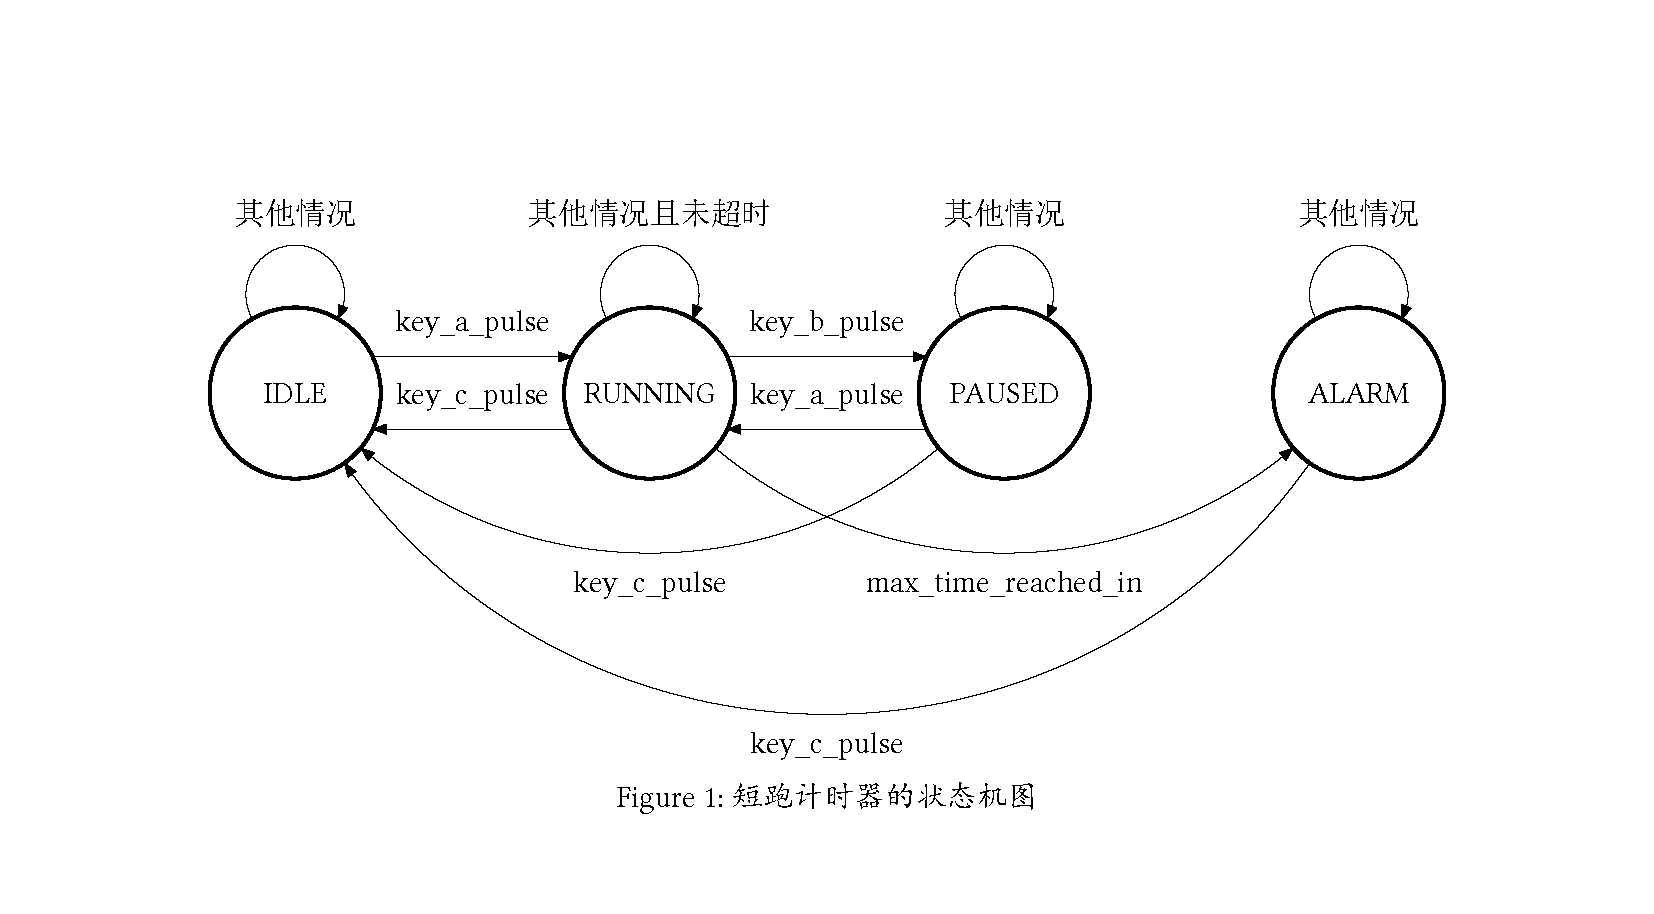 其他情况
其他情况且未超时
其他情况
其他情况
key_a_pulse
key_b_pulse
IDLE
key_c_pulse
RUNNING
key_a_pulse
PAUSED
ALARM
key_c_pulse
max_time_reached_in
key_c_pulse
Figure 1: 短跑计时器的状态机图